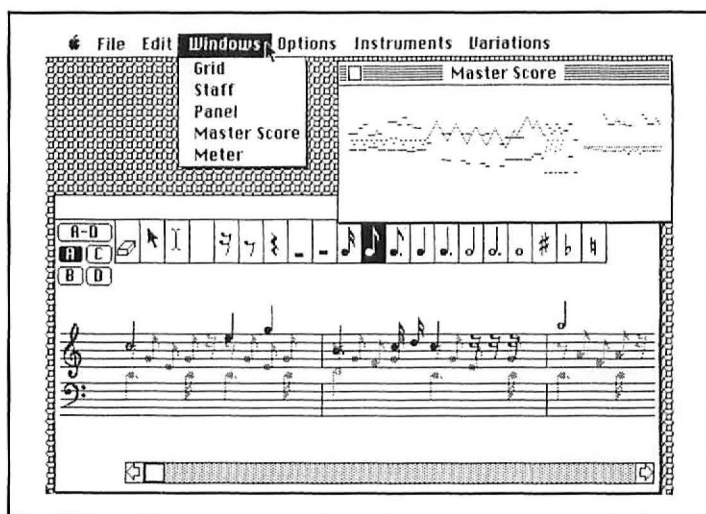 File Edit Windows Options Instruments Variations
Grid
Staff
Panel
Master Score
Meter
Master Score
A-D
A C
B D